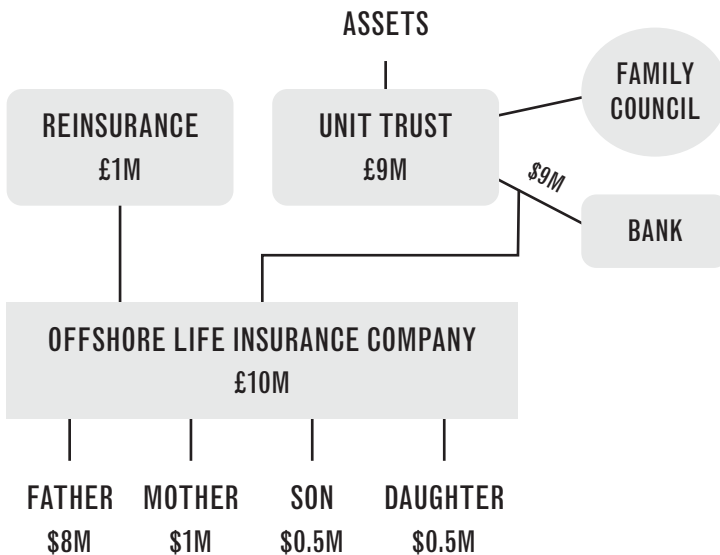 ASSETS
FAMILY
COUNCIL
REINSURANCE
£1M
UNIT TRUST
£9M
$9M
BANK
OFFSHORE LIFE INSURANCE COMPANY
£10M
FATHER
$8M
MOTHER
$1M
SON
$0.5M
DAUGHTER
$0.5M